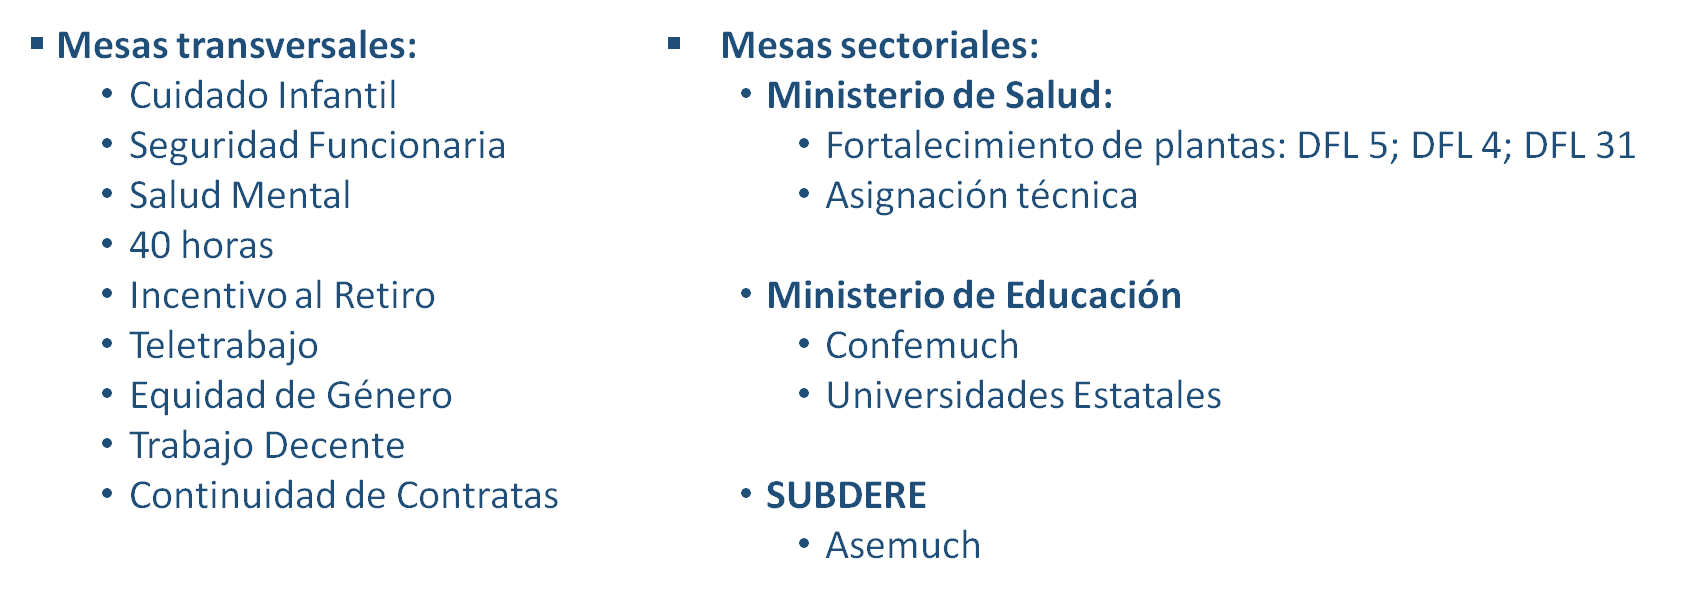 Mesas transversales:
Cuidado Infantil
Seguridad Funcionaria
Salud Mental
40 horas
Incentivo al Retiro
Teletrabajo
Equidad de Género
Trabajo Decente
Continuidad de Contratas
Mesas sectoriales:
Ministerio de Salud:
Fortalecimiento de plantas: DFL 5; DFL 4; DFL 31
Asignación técnica
Ministerio de Educación
Confemuch
Universidades Estatales
SUBDERE
Asemuch